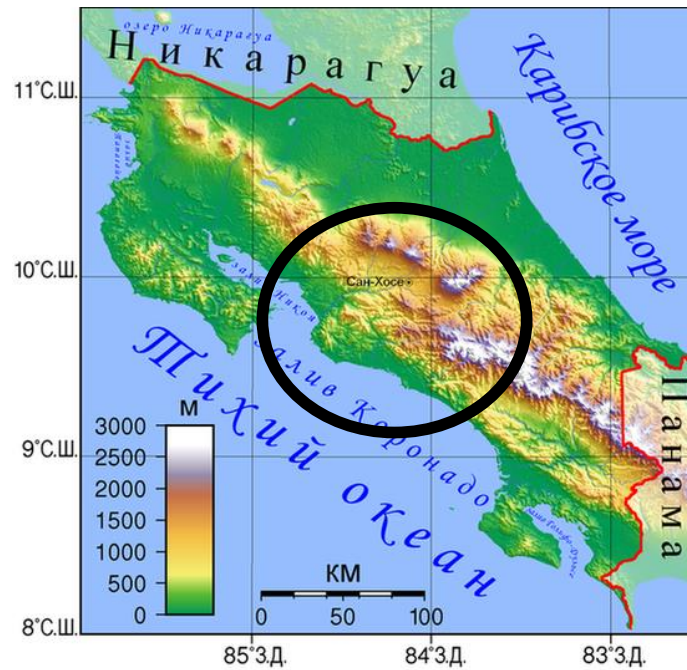 озеро Никарагуа
Никарагуа
Карибское море
11°С.Ш.
10°С.Ш.
Сан-Хосе
залив Никоя
Тихий океан
залив Коронадо
Панама
М
3000
2500
2000
1500
1000
500
0
9°С.Ш.
КМ
0 50 100
8°С.Ш.
85°З.Д. 84°З.Д. 83°З.Д.